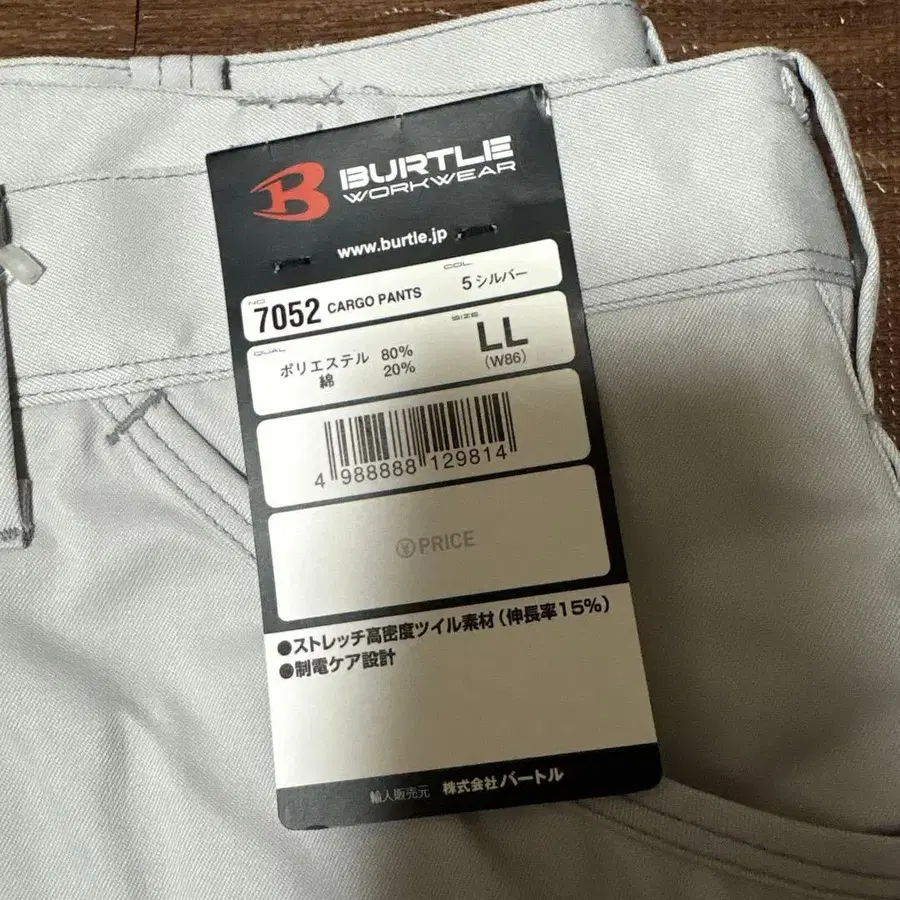 BURTLE
WORKWEAR
www.burtle.jp
NO 7052 CARGO PANTS COL 5 シルバー
QUAL ポリエステル 80% SIZE LL
綿 20% (W86)
4 988888 129814
¥ PRICE
●ストレッチ高密度ツイル素材(伸長率15%)
●制電ケア設計
輸入販売元 株式会社バートル